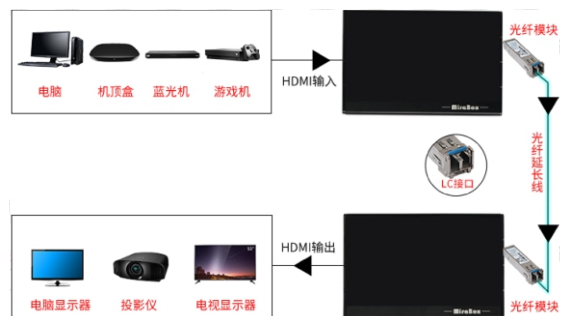 光纤模块
电脑
机顶盒
蓝光机
游戏机
HDMI输入
MiraBox
光纤延长线
LC接口
HDMI输出
电脑显示器
投影仪
电视显示器
MiraBox
光纤模块